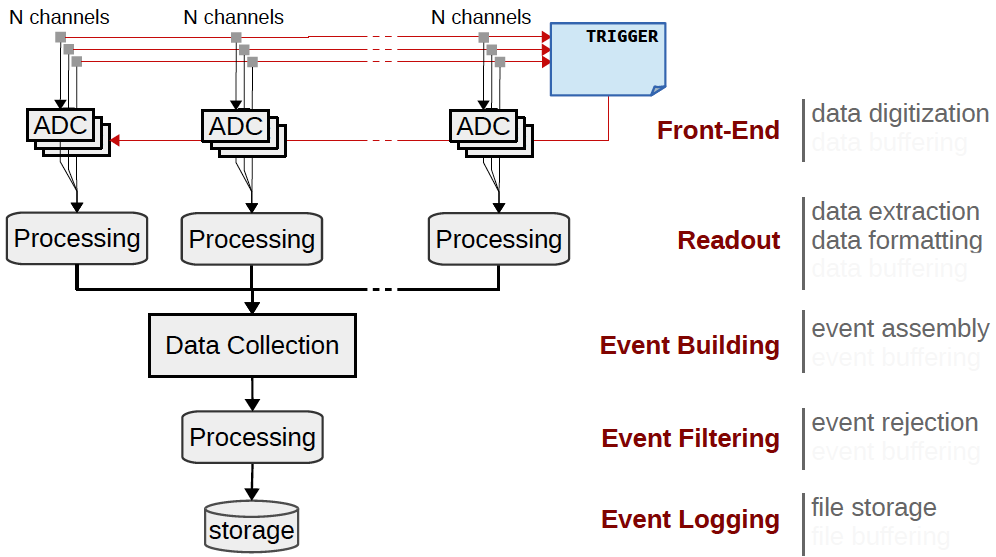 N channels
N channels
N channels
TRIGGER
ADC
ADC
ADC
Front-End
data digitization
data buffering
Processing
Processing
Processing
Readout
data extraction
data formatting
data buffering
Data Collection
Event Building
event assembly
event buffering
Processing
Event Filtering
event rejection
event buffering
storage
Event Logging
file storage
file buffering